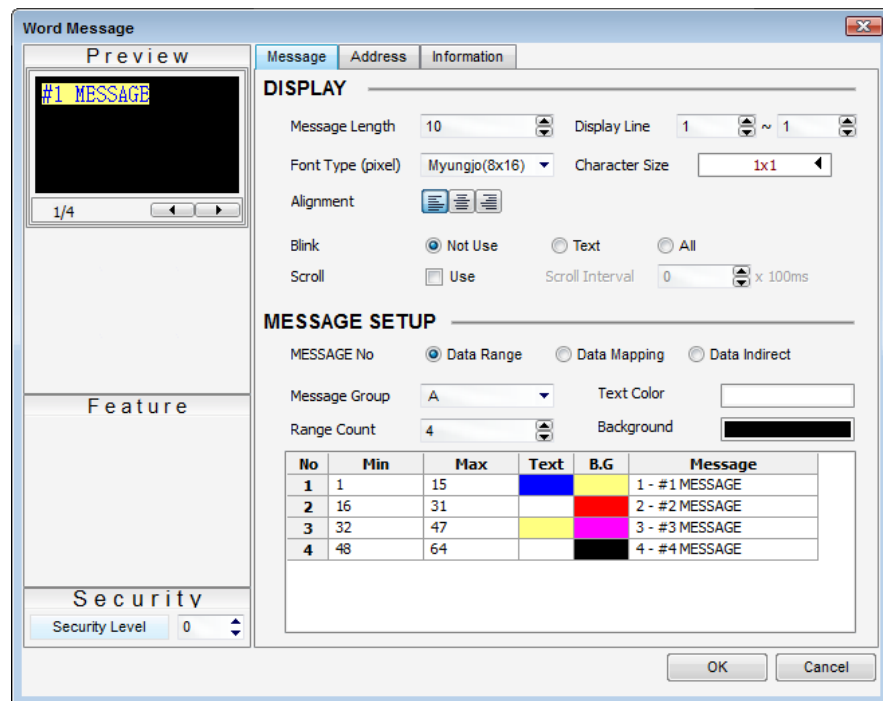 Word Message
Preview
#1 MESSAGE
1/4
Feature
Security
Security Level 0
Message Address Information
DISPLAY
Message Length 10 Display Line 1 ~ 1
Font Type (pixel) Myungjo(8x16) Character Size 1x1
Alignment
Blink Not Use Text All
Scroll Use Scroll Interval 0 x 100ms
MESSAGE SETUP
MESSAGE No Data Range Data Mapping Data Indirect
Message Group A Text Color
Range Count 4 Background
No Min Max Text B.G Message
1 1 15 1 - #1 MESSAGE
2 16 31 2 - #2 MESSAGE
3 32 47 3 - #3 MESSAGE
4 48 64 4 - #4 MESSAGE
OK Cancel